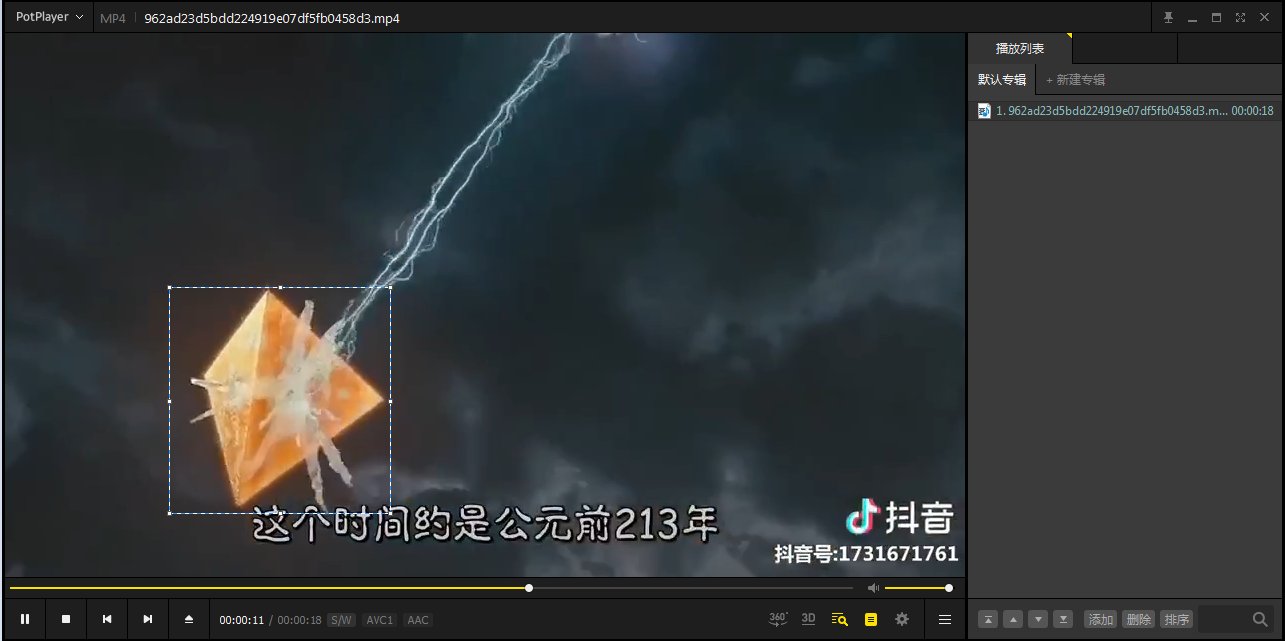 PotPlayer
MP4
962ad23d5bdd224919e07df5fb0458d3.mp4
播放列表
默认专辑
+ 新建专辑
1. 962ad23d5bdd224919e07df5fb0458d3.m... 00:00:18
这个时间约是公元前213年
抖音
抖音号:1731671761
00:00:11 / 00:00:18 S/W AVC1 AAC
360° 3D
添加 删除 排序